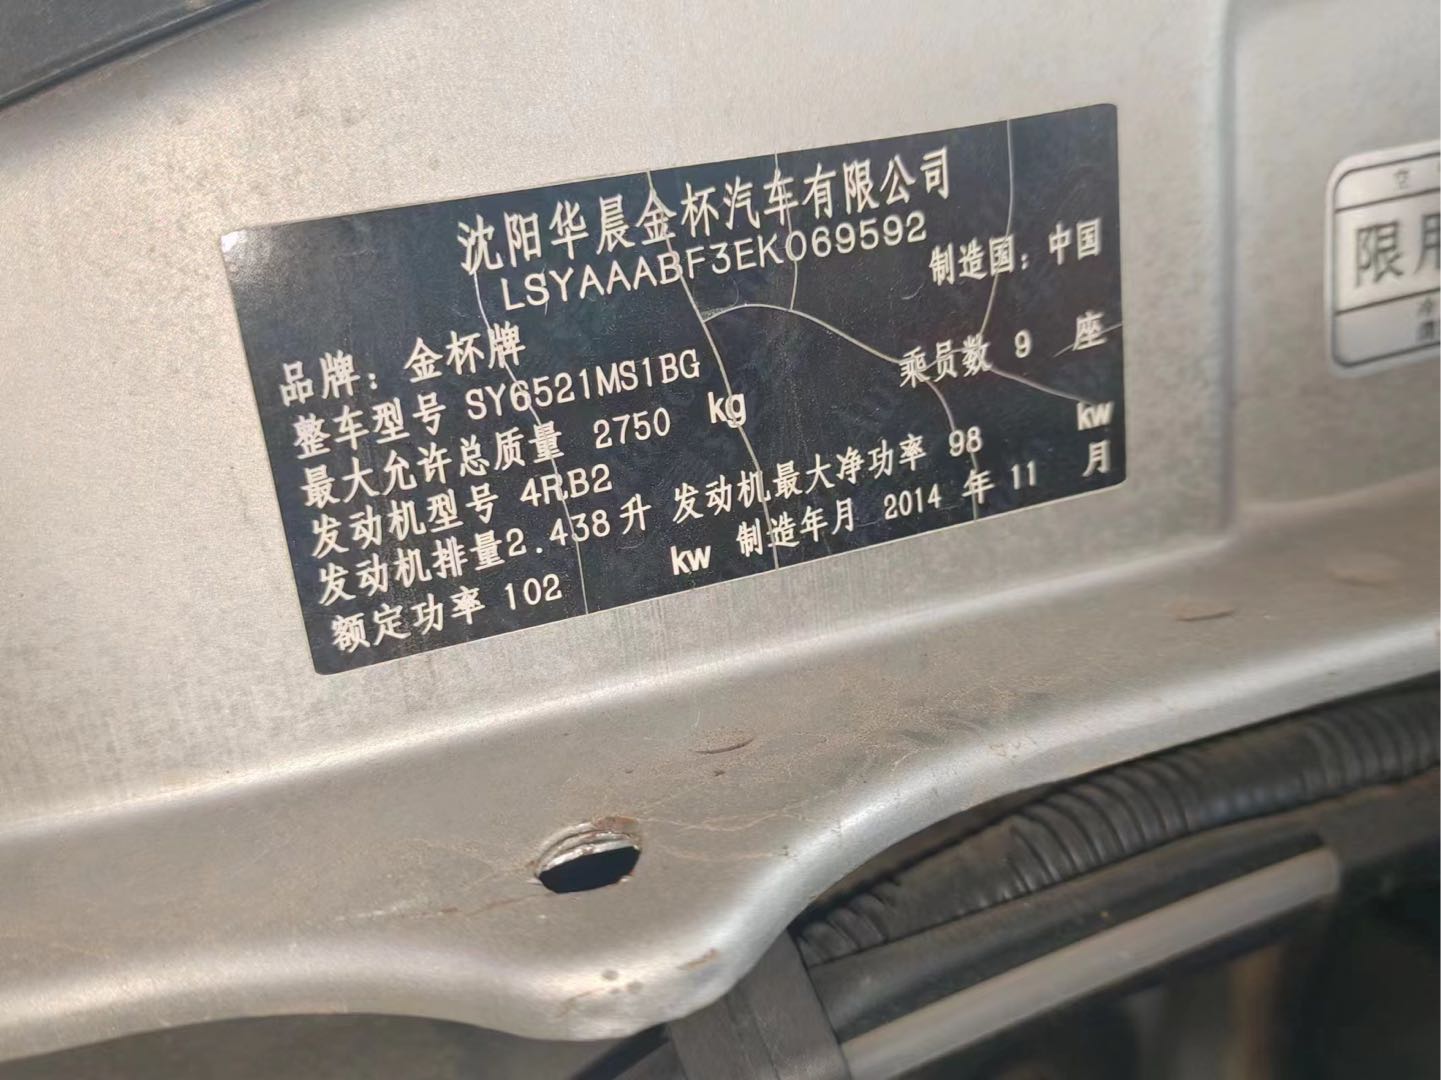 沈阳华晨金杯汽车有限公司
LSYAAABF3EK069592
制造国：中国
品牌：金杯牌
整车型号 SY6521MS1BG
乘员数 9 座
最大允许总质量 2750 kg
发动机型号 4RB2
发动机排量2.438升 发动机最大净功率 98 kw
额定功率 102 kw 制造年月 2014 年 11 月
限用